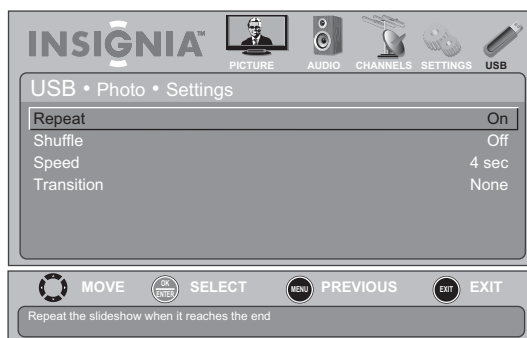 INSIGNIA™
PICTURE AUDIO CHANNELS SETTINGS USB
USB • Photo • Settings
Repeat On
Shuffle Off
Speed 4 sec
Transition None
MOVE OK ENTER SELECT MENU PREVIOUS EXIT EXIT
Repeat the slideshow when it reaches the end